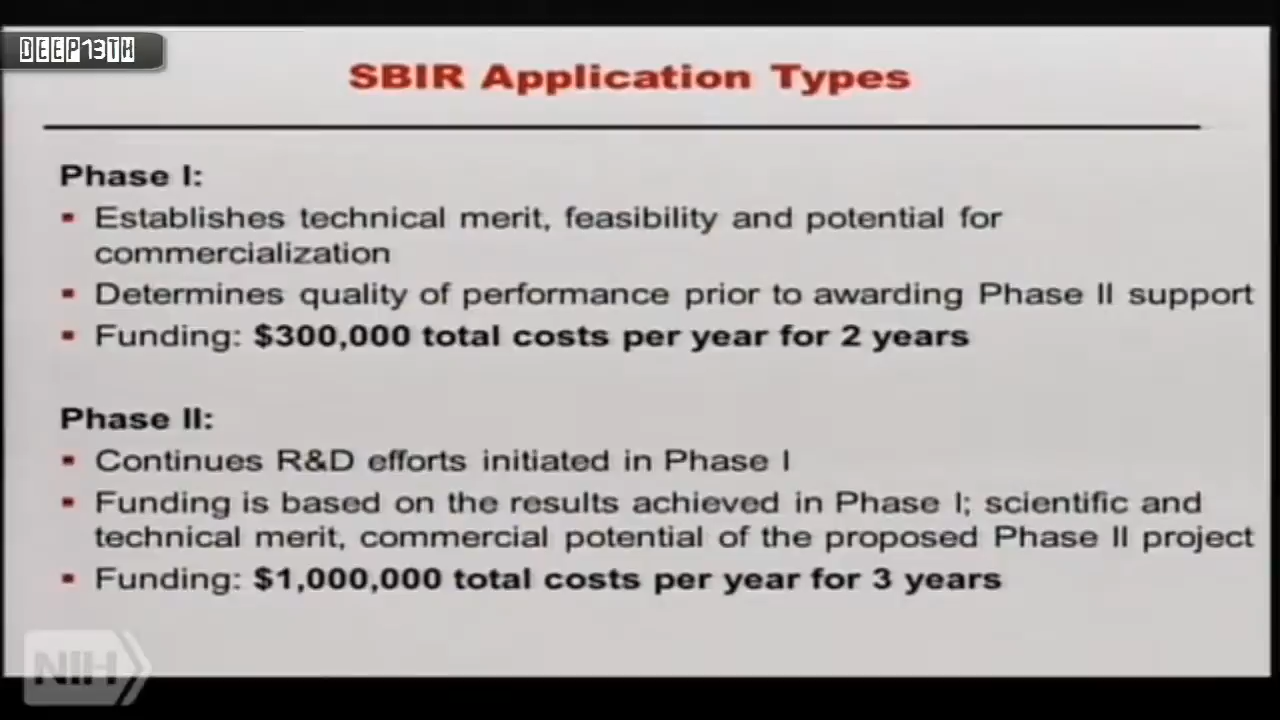 DEEP13TH
SBIR Application Types
Phase I:
▪ Establishes technical merit, feasibility and potential for
commercialization
▪ Determines quality of performance prior to awarding Phase II support
▪ Funding: $300,000 total costs per year for 2 years
Phase II:
▪ Continues R&D efforts initiated in Phase I
▪ Funding is based on the results achieved in Phase I; scientific and
technical merit, commercial potential of the proposed Phase II project
▪ Funding: $1,000,000 total costs per year for 3 years
NIH